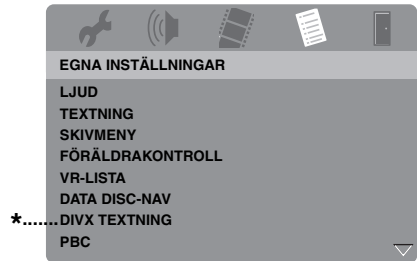 EGNA INSTÄLLNINGAR
LJUD
TEXTNING
SKIVMENY
FÖRÄLDRAKONTROLL
VR-LISTA
DATA DISC-NAV
*.......DIVX TEXTNING
PBC